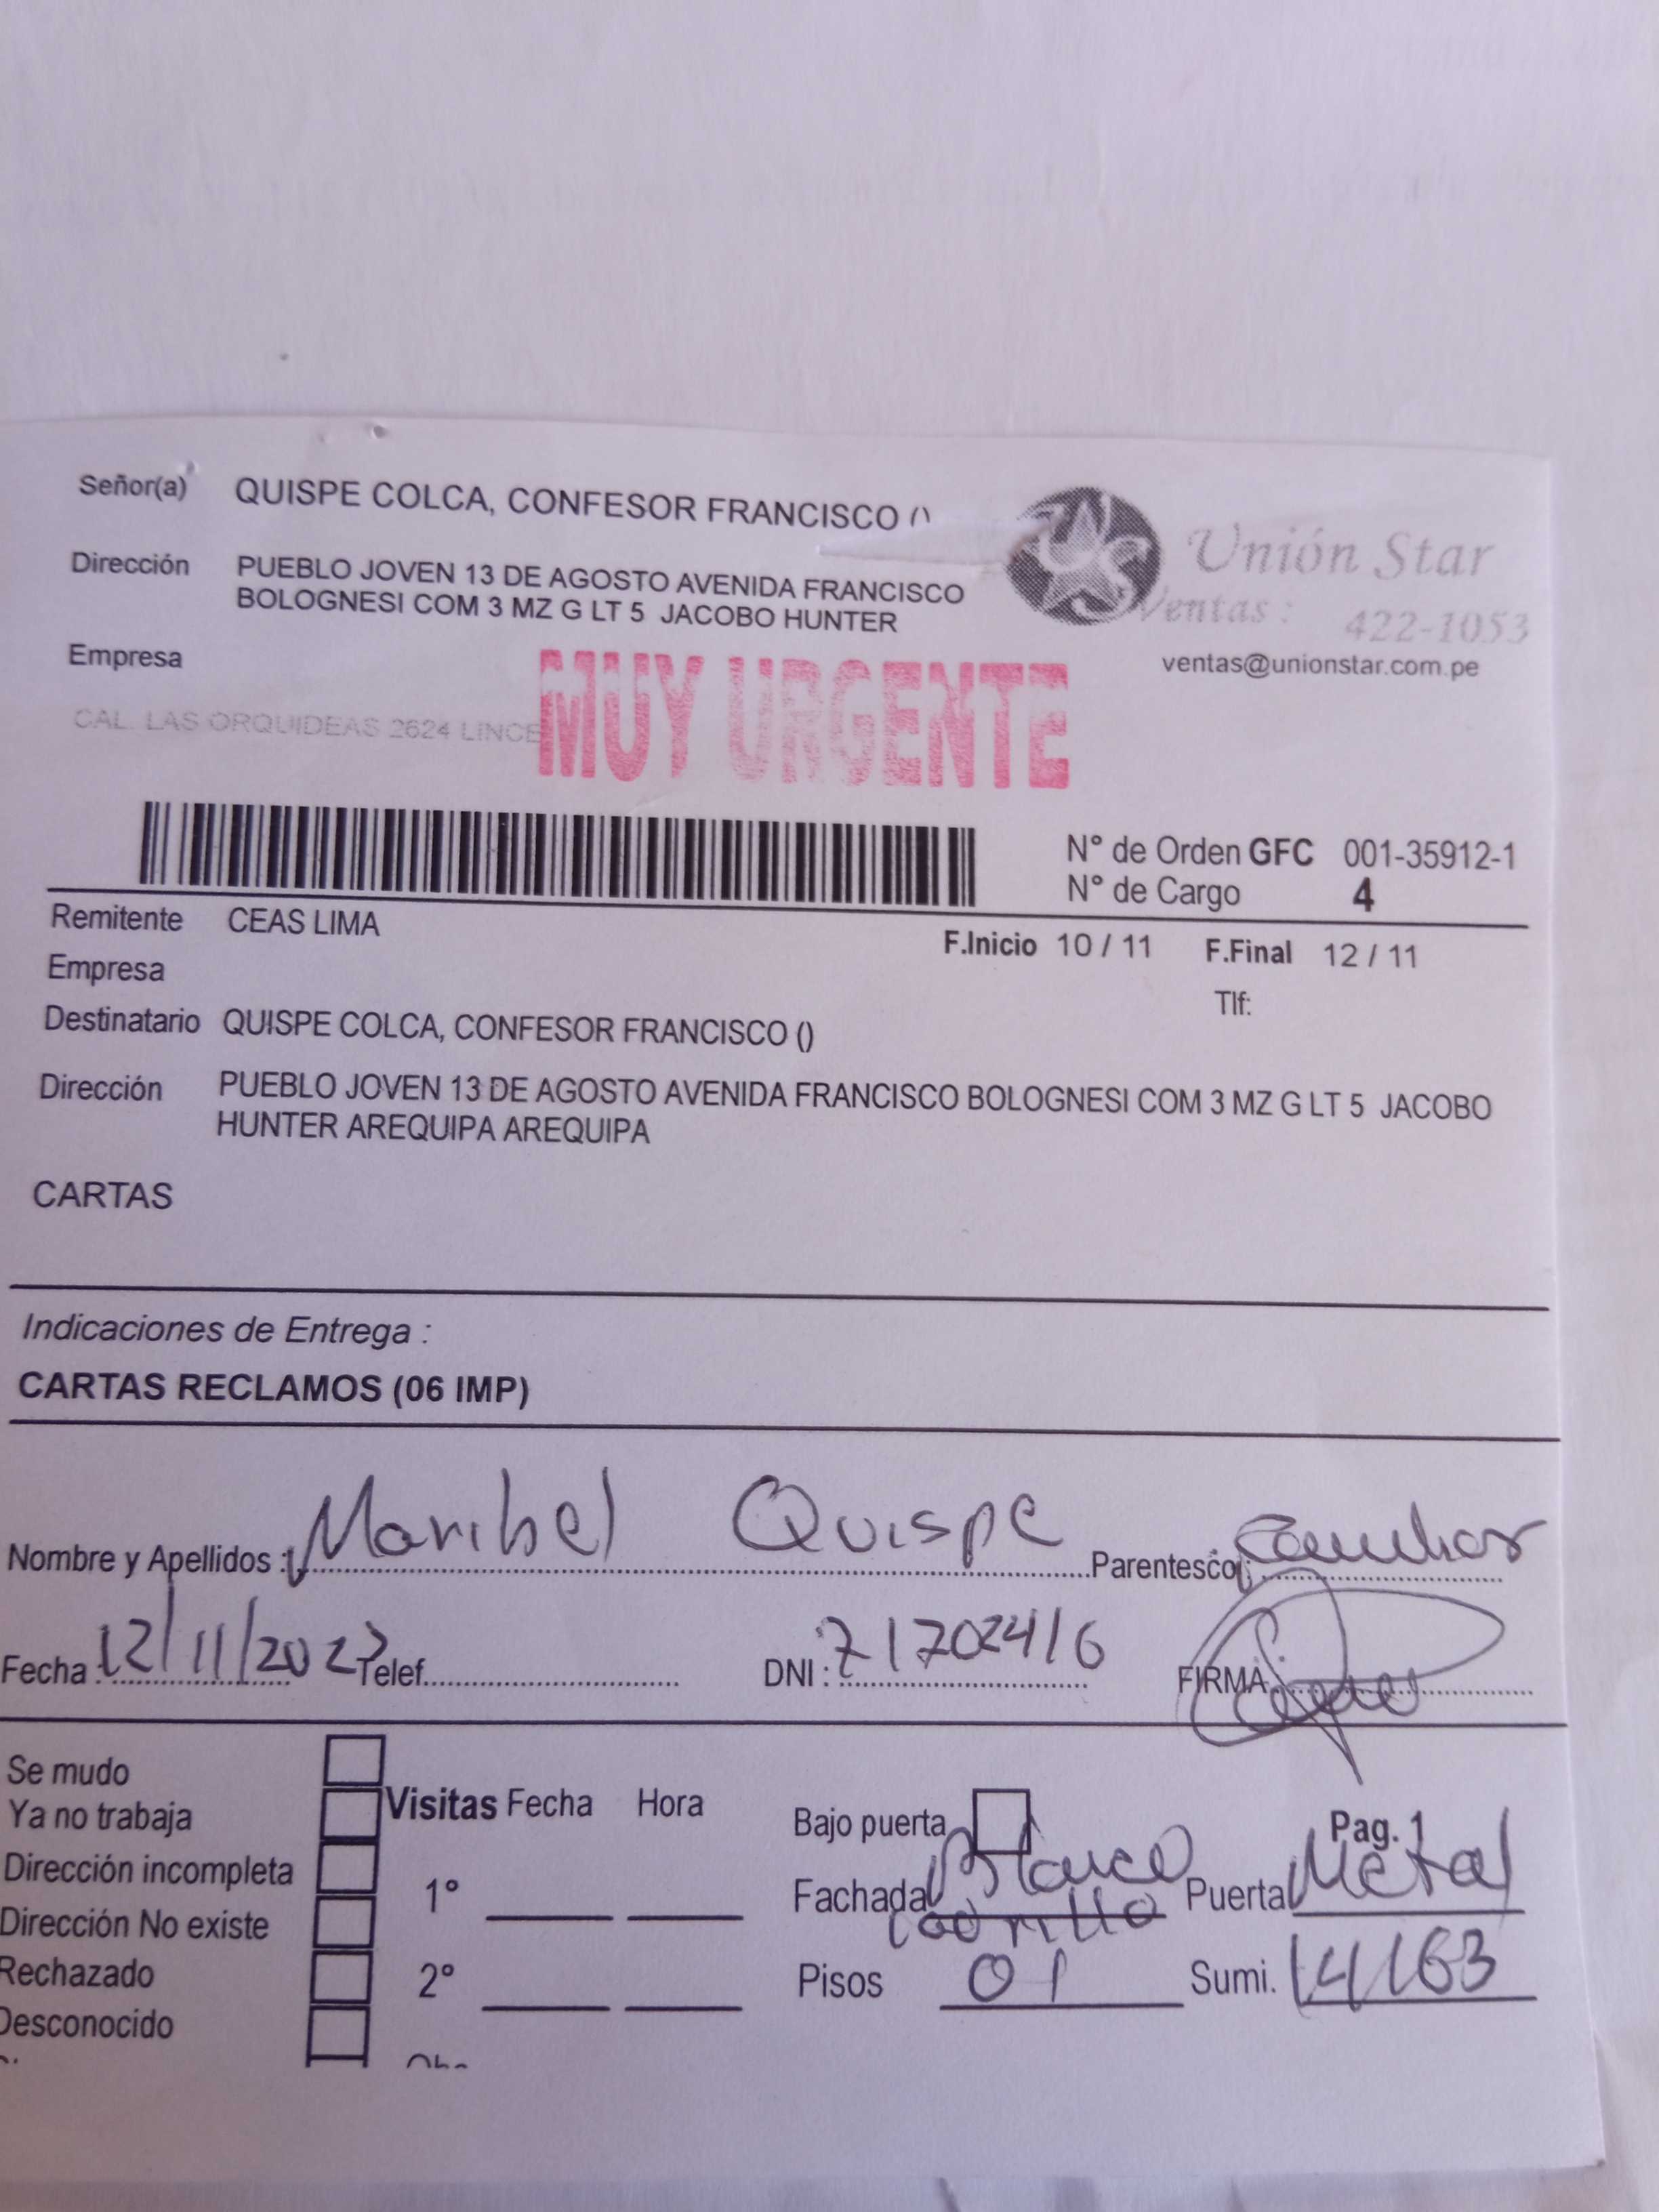 Señor(a) QUISPE COLCA, CONFESOR FRANCISCO ()
Unión Star
Dirección PUEBLO JOVEN 13 DE AGOSTO AVENIDA FRANCISCO
BOLOGNESI COM 3 MZ G LT 5 JACOBO HUNTER
Ventas: 422-1053
Empresa
ventas@unionstar.com.pe
CAL. LAS ORQUIDEAS 2624 LINCE
MUY URGENTE
N° de Orden GFC 001-35912-1
N° de Cargo 4
Remitente CEAS LIMA
F.Inicio 10 / 11 F.Final 12 / 11
Empresa
Tlf:
Destinatario QUISPE COLCA, CONFESOR FRANCISCO ()
Dirección PUEBLO JOVEN 13 DE AGOSTO AVENIDA FRANCISCO BOLOGNESI COM 3 MZ G LT 5 JACOBO
HUNTER AREQUIPA AREQUIPA
CARTAS
Indicaciones de Entrega :
CARTAS RECLAMOS (06 IMP)
Nombre y Apellidos : Maribel Quispe Parentesco:
Fecha : 12/11/2022 Telef. DNI : 71702416 FIRMA
Se mudo
Ya no trabaja
Visitas Fecha Hora
Bajo puerta
Pag. 1
Dirección incompleta
1°
Fachada Blanco
Puerta Metal
ladrillo
Dirección No existe
Rechazado
2°
Pisos 01
Sumi. 14163
Desconocido